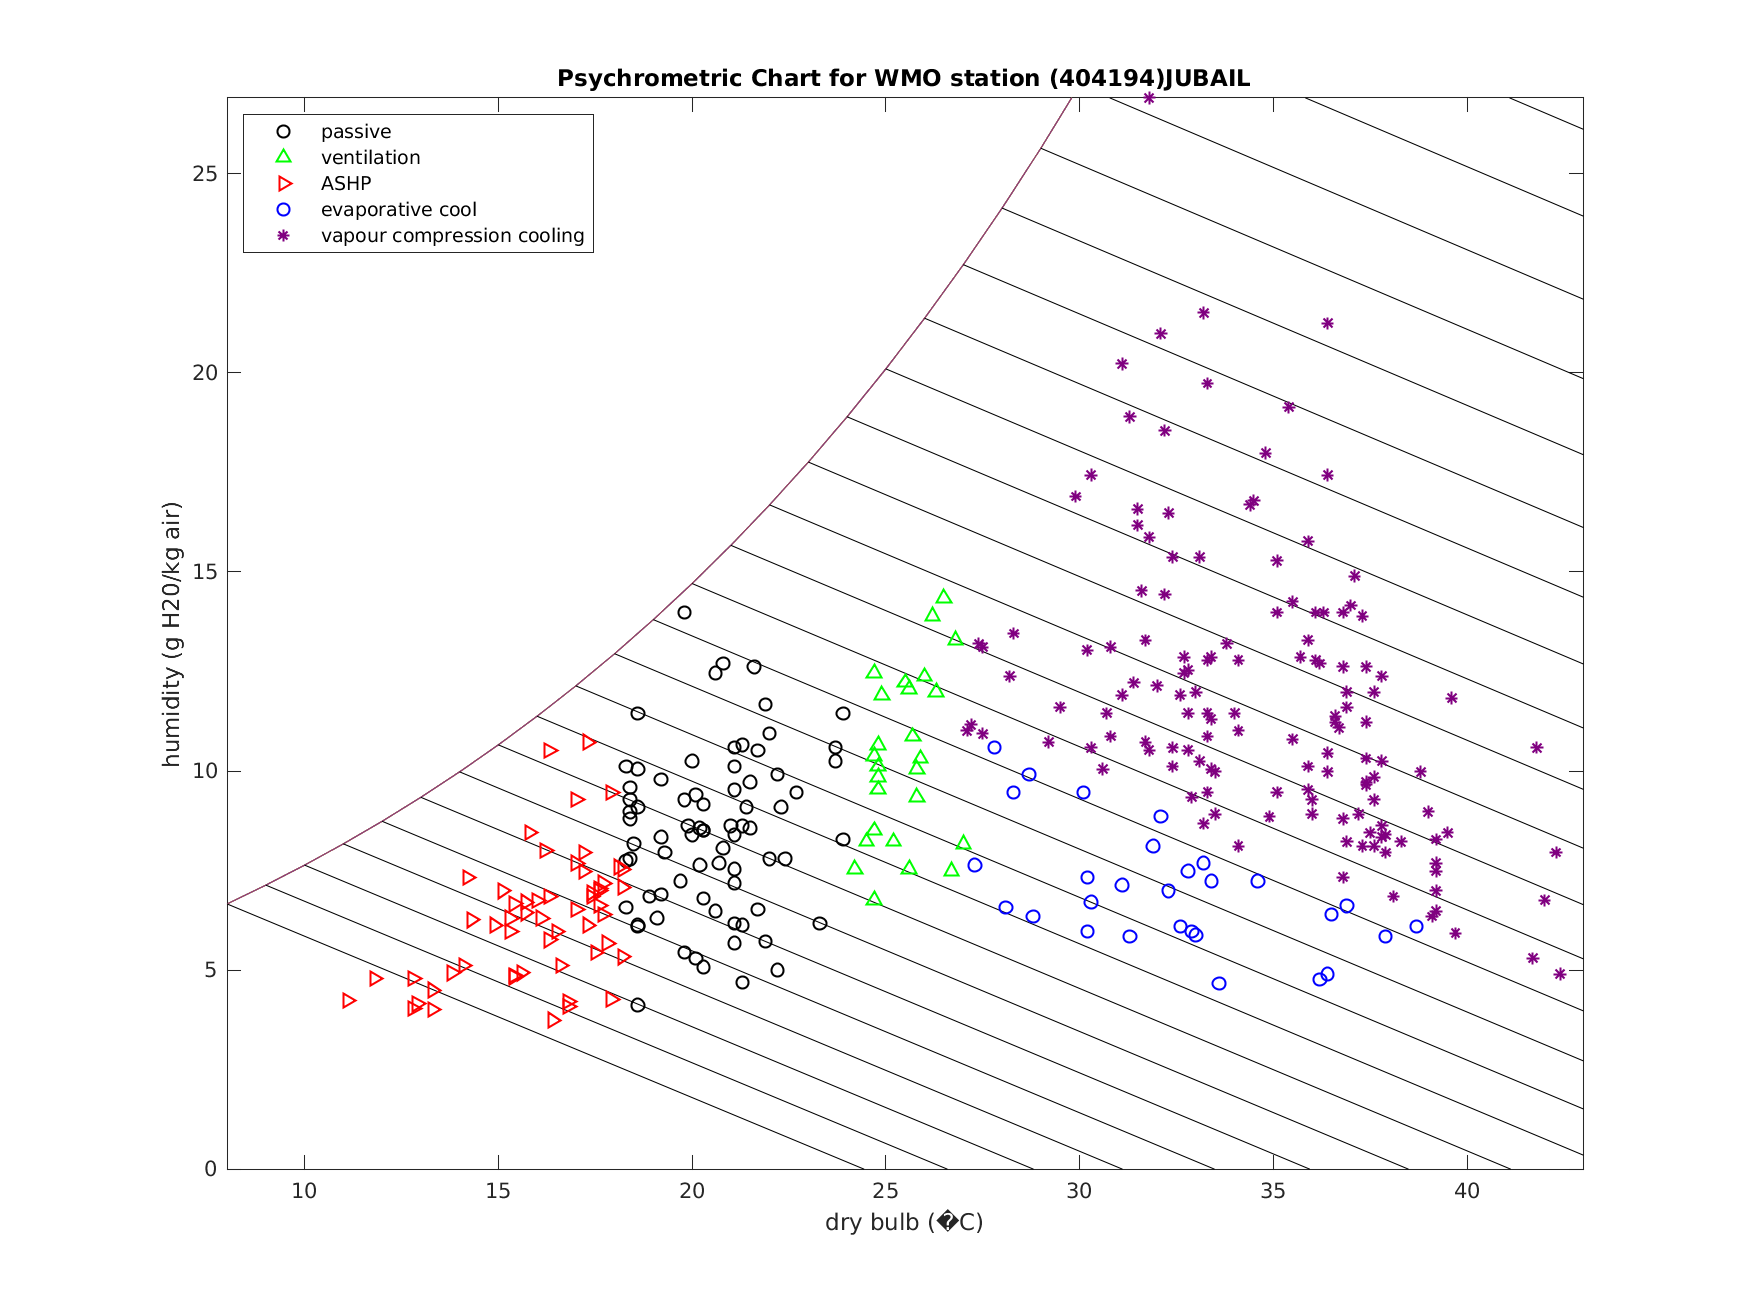 Psychrometric Chart for WMO station (404194)JUBAIL
passive
ventilation
ASHP
evaporative cool
vapour compression cooling
humidity (g H20/kg air)
25
20
15
10
5
0
10 15 20 25 30 35 40
dry bulb (�C)